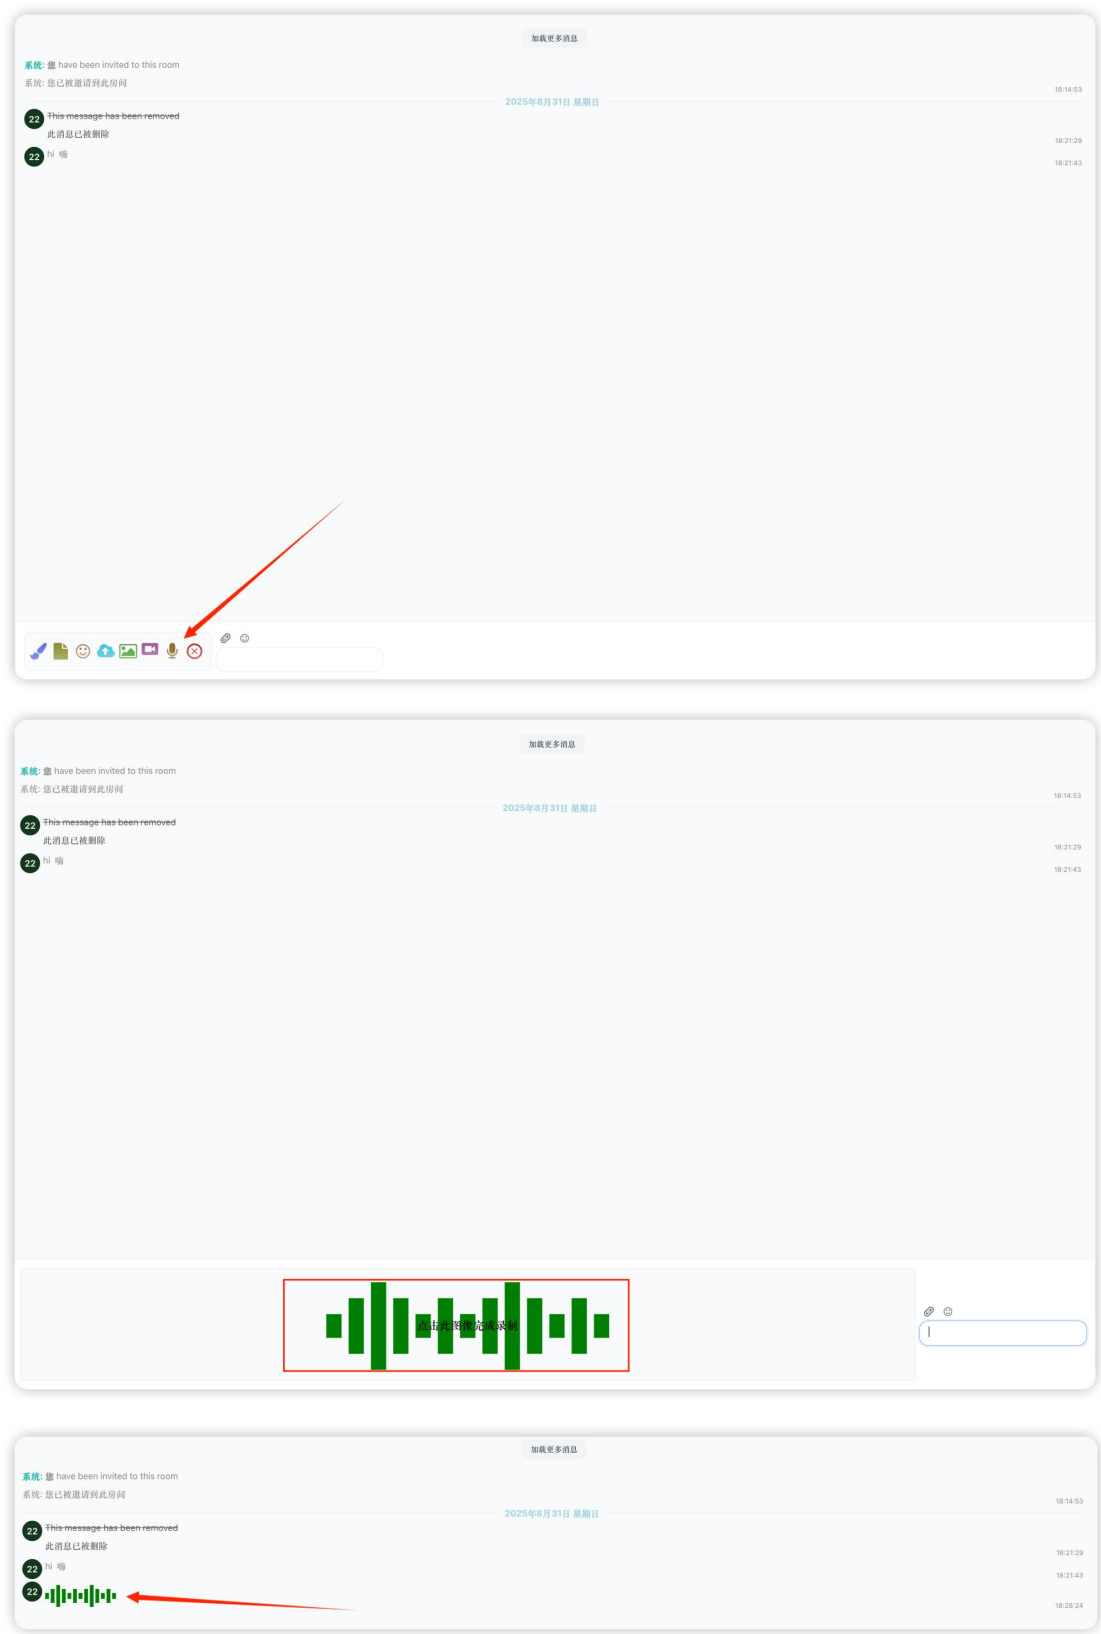 加载更多消息
系统: 您 have been invited to this room
系统: 您已被邀请到此房间
18:14:53
2025年8月31日 星期日
22 This message has been removed
此消息已被删除
18:21:29
22 hi 嗨
18:21:43
加载更多消息
系统: 您 have been invited to this room
系统: 您已被邀请到此房间
18:14:53
2025年8月31日 星期日
22 This message has been removed
此消息已被删除
18:21:29
22 hi 嗨
18:21:43
点击此图像完成录制
加载更多消息
系统: 您 have been invited to this room
系统: 您已被邀请到此房间
18:14:53
2025年8月31日 星期日
22 This message has been removed
此消息已被删除
18:21:29
22 hi 嗨
18:21:43
22
18:28:24